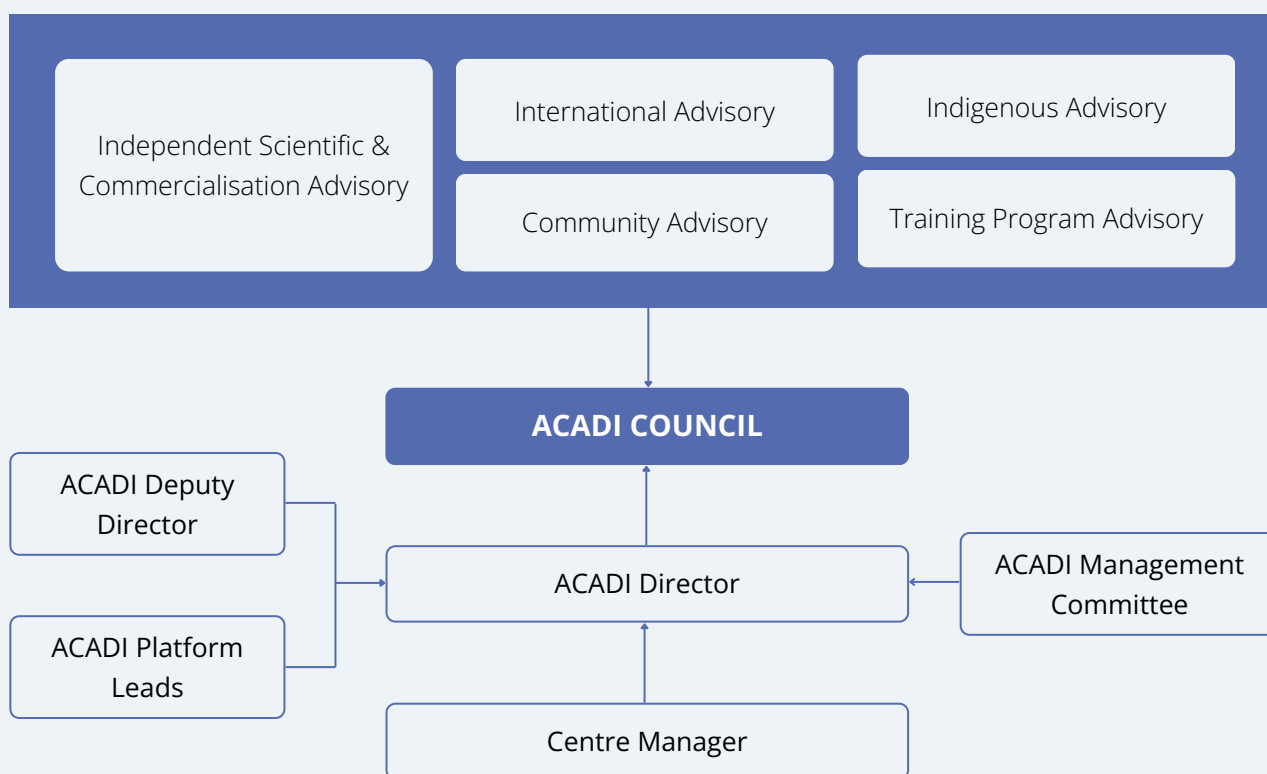 Independent Scientific &
Commercialisation Advisory
International Advisory
Community Advisory
Indigenous Advisory
Training Program Advisory
ACADI COUNCIL
ACADI Deputy
Director
ACADI Platform
Leads
ACADI Director
ACADI Management
Committee
Centre Manager